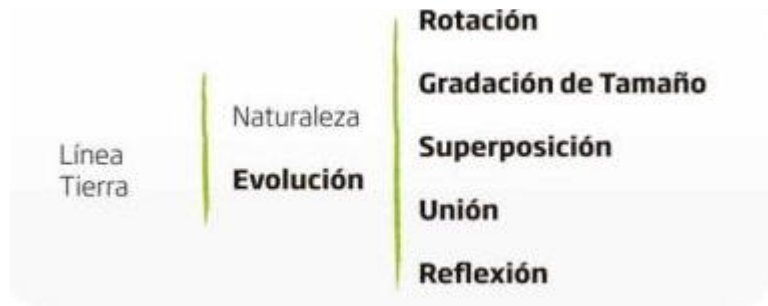 Línea
Tierra
Naturaleza
Evolución
Rotación
Gradación de Tamaño
Superposición
Unión
Reflexión